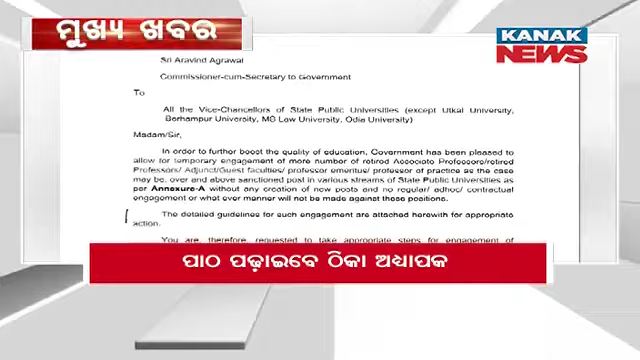 ମୁଖ୍ୟ ଖବର
KANAK
NEWS
Sri Aravind Agrawal
Commissioner-cum-Secretary to Government
To
All the Vice-Chancellors of State Public Universities (except Utkal University,
Berhampur University, MS Law University, Odia University)
Madam/Sir,
In order to further boost the quality of education, Government has been pleased to
allow for temporary engagement of more number of retired Associate Professors/retired
Professors/ Adjunct/Guest faculties/ professor emeritus/ professor of practice as the case
may be, over and above sanctioned post in various streams of State Public Universities as
per Annexure-A without any creation of new posts and no regular/ adhoc/ contractual
engagement or what ever manner will not be made against these positions.
The detailed guidelines for such engagement are attached herewith for appropriate
action.
You are, therefore, requested to take appropriate steps for engagement of
ପାଠ ପଢ଼ାଇବେ ଠିକା ଅଧ୍ୟାପକ